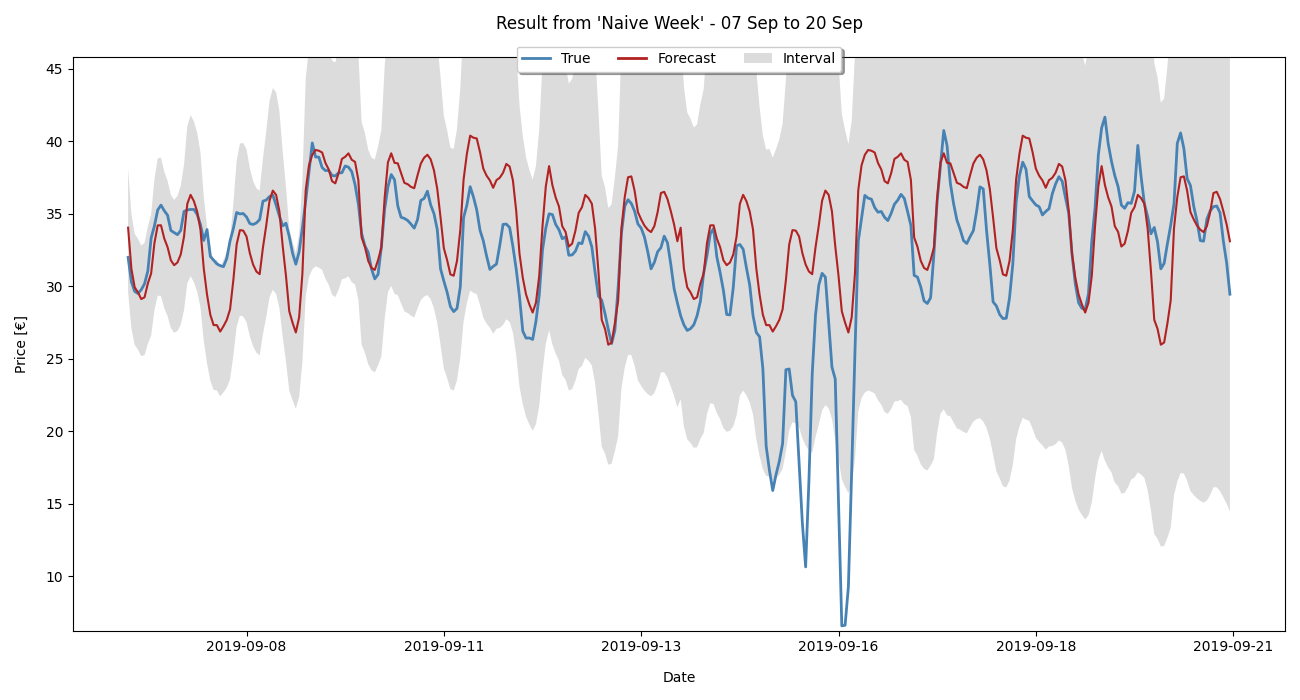 Result from 'Naive Week' - 07 Sep to 20 Sep
True Forecast Interval
45
40
35
30
25
20
15
10
Price [€]
2019-09-08 2019-09-11 2019-09-13 2019-09-16 2019-09-18 2019-09-21
Date